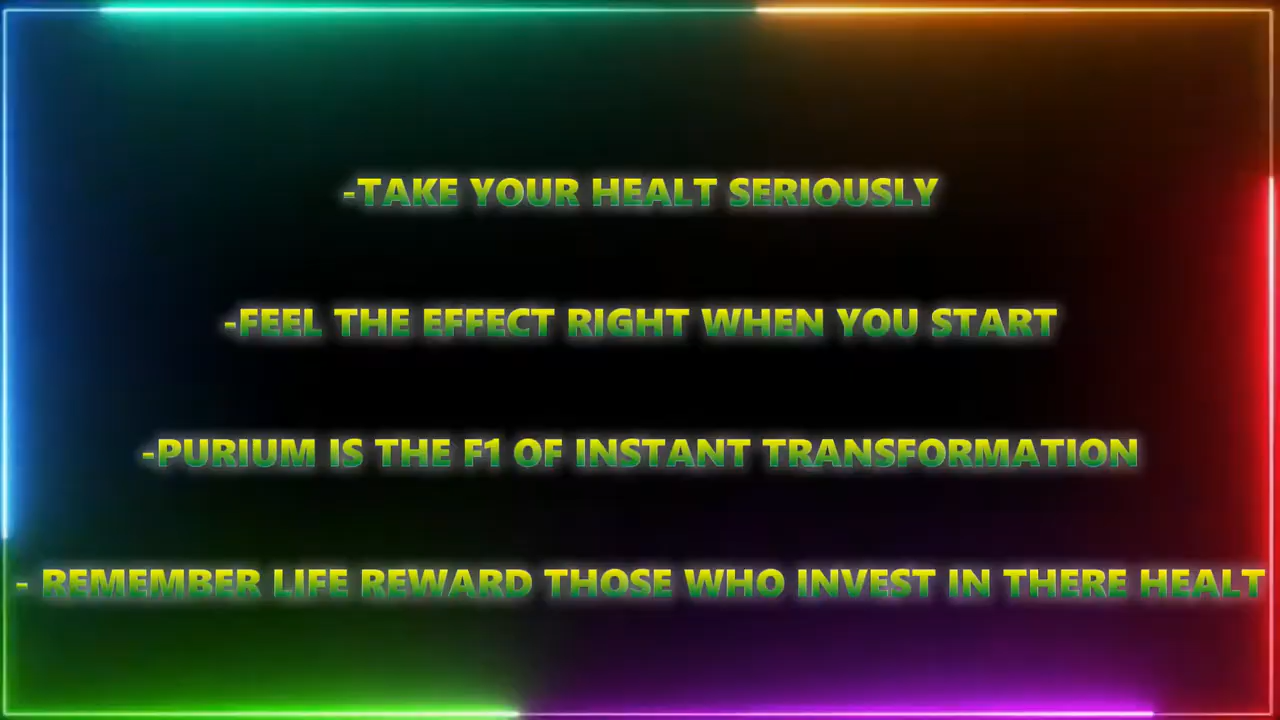 -TAKE YOUR HEALT SERIOUSLY
-FEEL THE EFFECT RIGHT WHEN YOU START
-PURIUM IS THE F1 OF INSTANT TRANSFORMATION
- REMEMBER LIFE REWARD THOSE WHO INVEST IN THERE HEALT